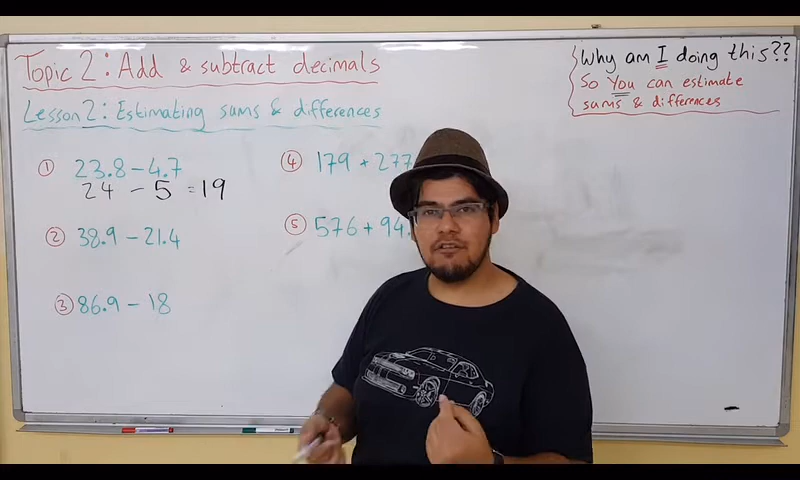 Topic 2: Add & subtract decimals
Lesson 2: Estimating sums & differences
Why am I doing this??
So You can estimate
sums & differences
① 23.8 – 4.7
24 – 5 = 19
② 38.9 – 21.4
③ 86.9 – 18
④ 179 + 277
⑤ 576 + 94.